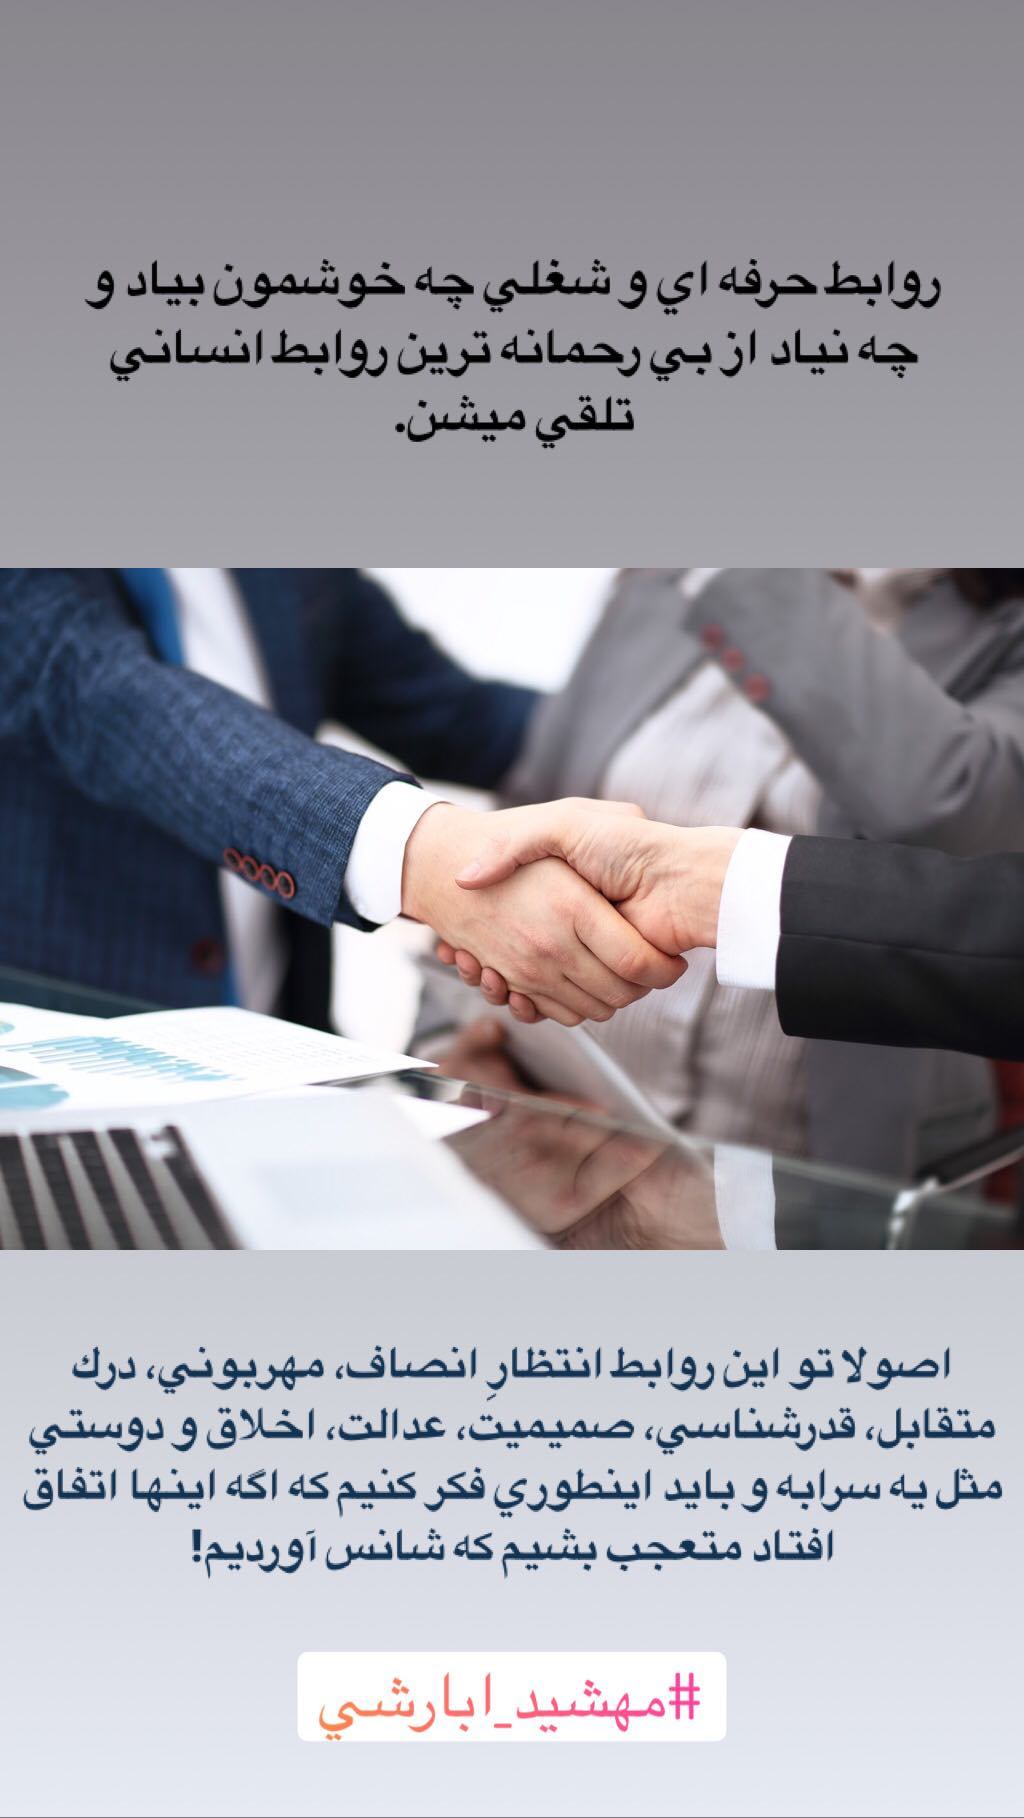 روابط حرفه اي و شغلي چه خوشمون بياد و
چه نياد از بي رحمانه ترين روابط انساني
تلقي ميشن.
اصولا تو اين روابط انتظارِ انصاف، مهربوني، درك
متقابل، قدرشناسي، صميميت، عدالت، اخلاق و دوستي
مثل يه سرابه و بايد اينطوري فكر كنيم كه اگه اينها اتفاق
افتاد متعجب بشيم كه شانس آورديم!
#مهشيد_ابارشي